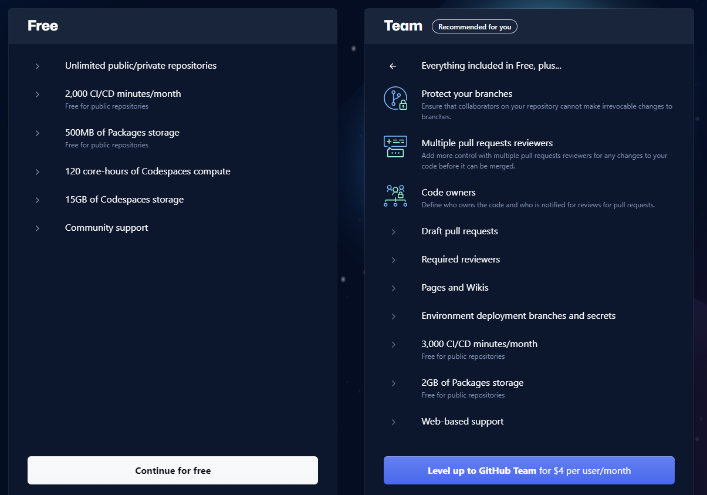 Free
Unlimited public/private repositories
2,000 CI/CD minutes/month
Free for public repositories
500MB of Packages storage
Free for public repositories
120 core-hours of Codespaces compute
15GB of Codespaces storage
Community support
Continue for free
Team
Recommended for you
Everything included in Free, plus...
Protect your branches
Ensure that collaborators on your repository cannot make irrevocable changes to
branches.
Multiple pull requests reviewers
Add more control with multiple pull requests reviewers for any changes to your
code before it can be merged.
Code owners
Define who owns the code and who is notified for reviews for pull requests.
Draft pull requests
Required reviewers
Pages and Wikis
Environment deployment branches and secrets
3,000 CI/CD minutes/month
Free for public repositories
2GB of Packages storage
Free for public repositories
Web-based support
Level up to GitHub Team for $4 per user/month